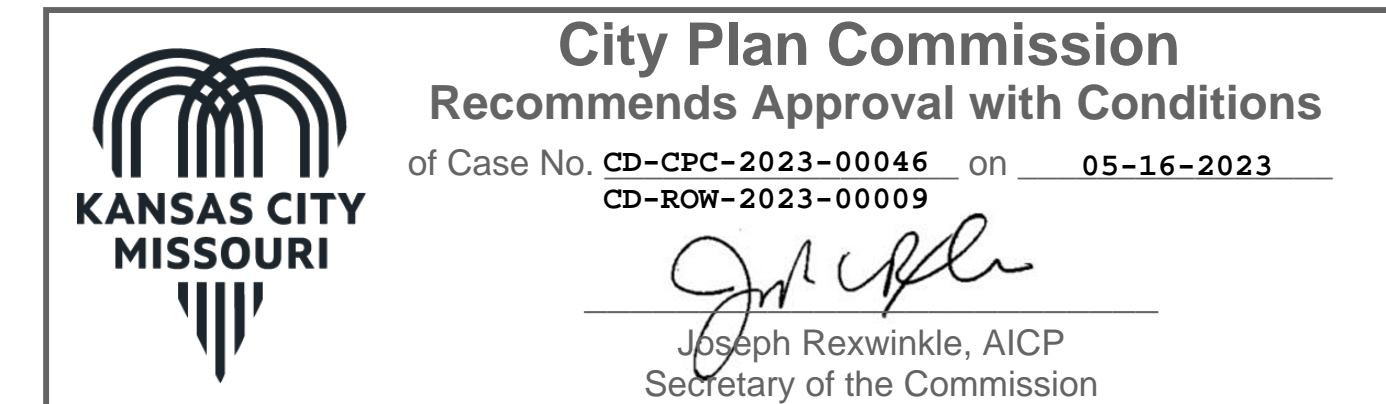 KANSAS CITY
MISSOURI
City Plan Commission
Recommends Approval with Conditions
of Case No. CD-CPC-2023-00046 on 05-16-2023
CD-ROW-2023-00009
Joseph Rexwinkle, AICP
Secretary of the Commission